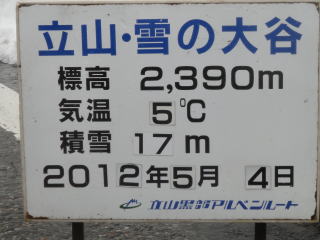 立山・雪の大谷
標高 2,390m
気温 5℃
積雪 17m
2012年5月 4日
立山黒部アルペンルート